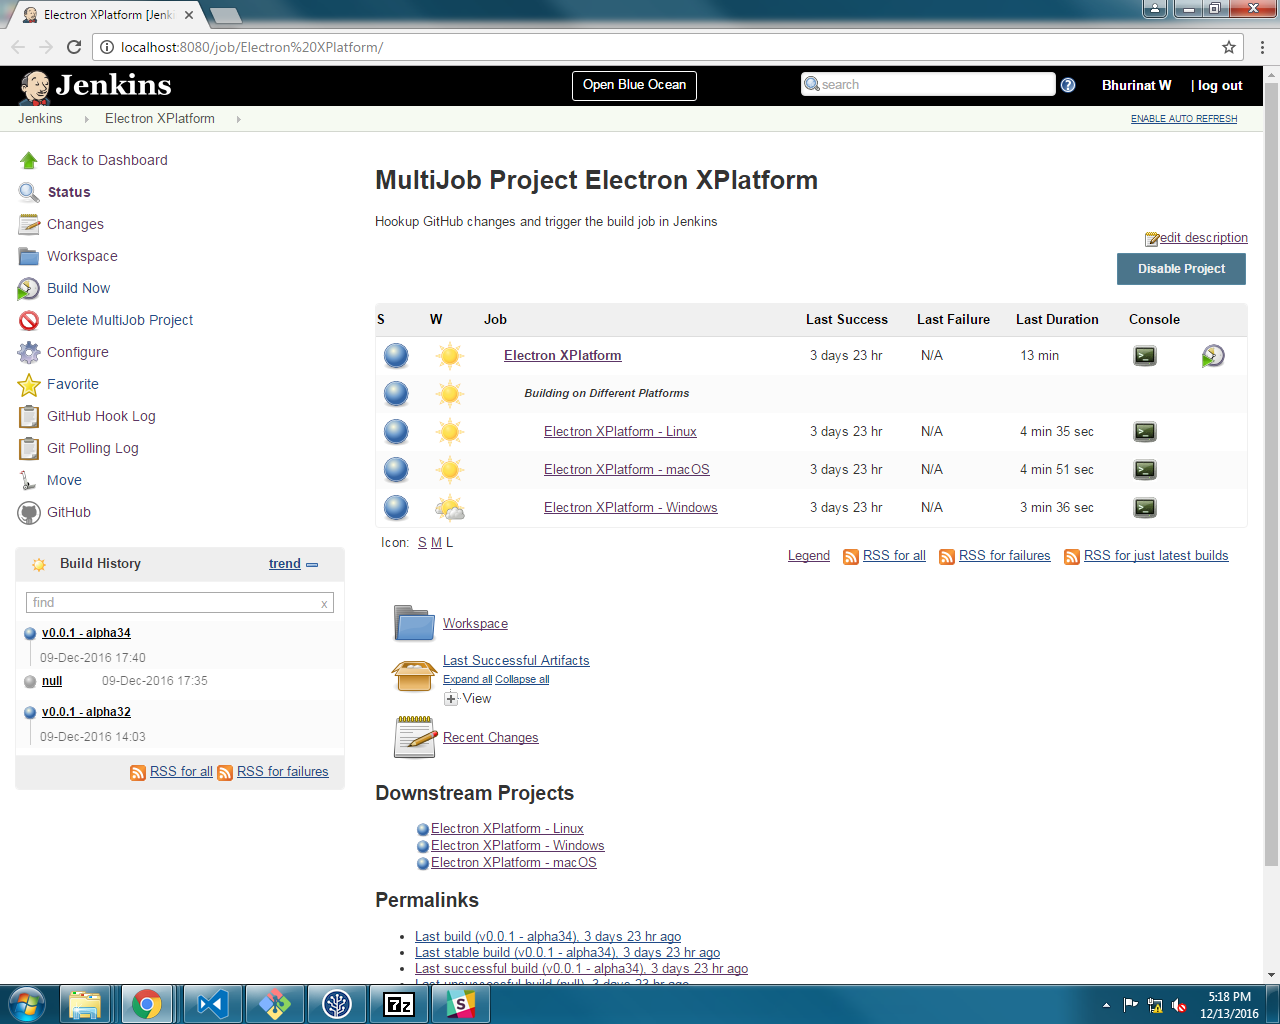 Electron XPlatform [Jenk
localhost:8080/job/Electron%20XPlatform/
Jenkins
Open Blue Ocean
search
Bhurinat W
| log out
Jenkins
Electron XPlatform
ENABLE AUTO REFRESH
Back to Dashboard
Status
Changes
Workspace
Build Now
Delete MultiJob Project
Configure
Favorite
GitHub Hook Log
Git Polling Log
Move
GitHub
Build History
trend
find
x
v0.0.1 - alpha34
09-Dec-2016 17:40
null 09-Dec-2016 17:35
v0.0.1 - alpha32
09-Dec-2016 14:03
RSS for all RSS for failures
MultiJob Project Electron XPlatform
Hookup GitHub changes and trigger the build job in Jenkins
edit description
Disable Project
S W Job Last Success Last Failure Last Duration Console
Electron XPlatform 3 days 23 hr N/A 13 min
Building on Different Platforms
Electron XPlatform - Linux 3 days 23 hr N/A 4 min 35 sec
Electron XPlatform - macOS 3 days 23 hr N/A 4 min 51 sec
Electron XPlatform - Windows 3 days 23 hr N/A 3 min 36 sec
Icon: S M L
Legend RSS for all RSS for failures RSS for just latest builds
Workspace
Last Successful Artifacts
Expand all Collapse all
View
Recent Changes
Downstream Projects
Electron XPlatform - Linux
Electron XPlatform - Windows
Electron XPlatform - macOS
Permalinks
Last build (v0.0.1 - alpha34), 3 days 23 hr ago
Last stable build (v0.0.1 - alpha34), 3 days 23 hr ago
Last successful build (v0.0.1 - alpha34), 3 days 23 hr ago
Last unsuccessful build (null), 3 days 23 hr ago
7z
5:18 PM
12/13/2016